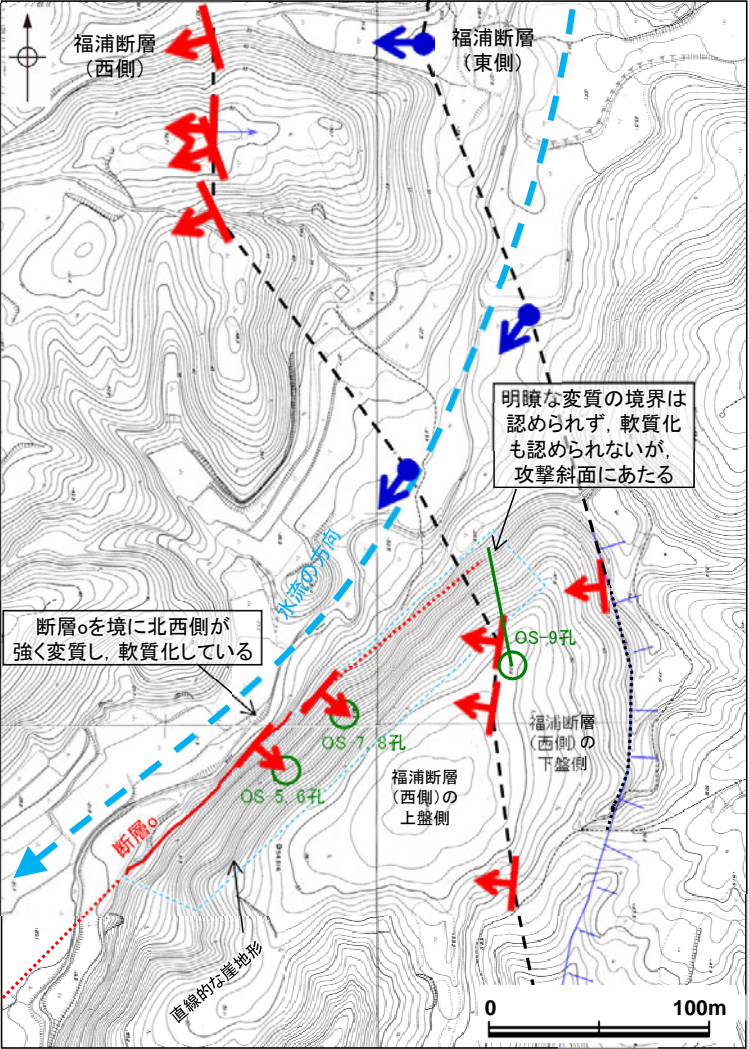 福浦断層
（西側）
福浦断層
（東側）
明瞭な変質の境界は
認められず，軟質化
も認められないが，
攻撃斜面にあたる
水流の方向
断層oを境に北西側が
強く変質し，軟質化している
OS-9孔
OS-7, 8孔
OS-5, 6孔
福浦断層
（西側）の
下盤側
福浦断層
（西側）の
上盤側
断層o
直線的な崖地形
0
100m